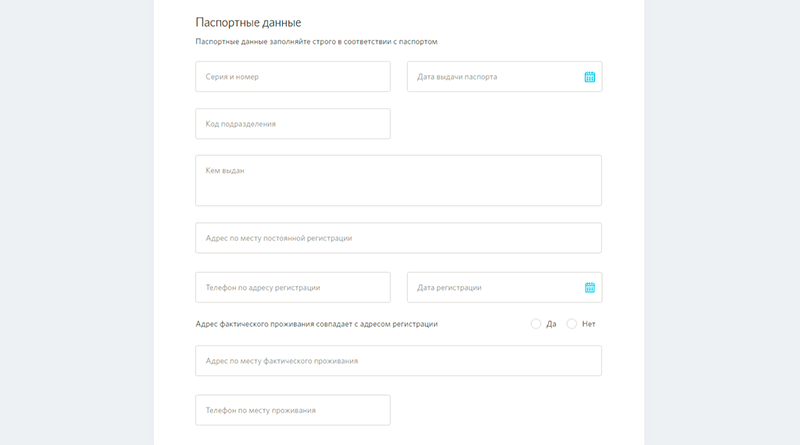 Паспортные данные
Паспортные данные заполняйте строго в соответствии с паспортом
Серия и номер
Дата выдачи паспорта
Код подразделения
Кем выдан
Адрес по месту постоянной регистрации
Телефон по адресу регистрации
Дата регистрации
Адрес фактического проживания совпадает с адресом регистрации
Да
Нет
Адрес по месту фактического проживания
Телефон по месту проживания